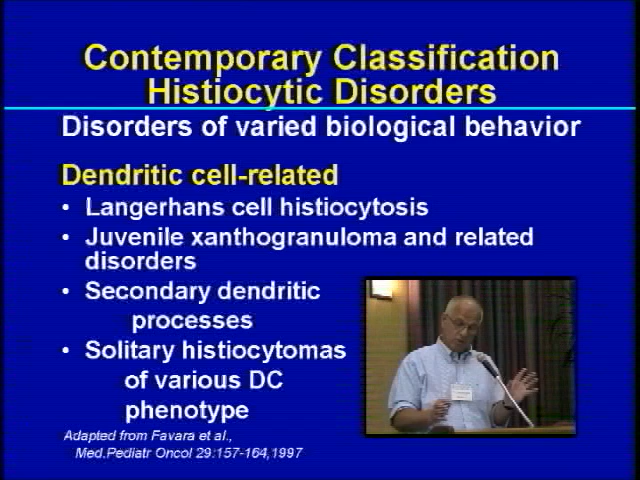 Contemporary Classification
Histiocytic Disorders
Disorders of varied biological behavior
Dendritic cell-related
• Langerhans cell histiocytosis
• Juvenile xanthogranuloma and related
disorders
• Secondary dendritic
processes
• Solitary histiocytomas
of various DC
phenotype
Adapted from Favara et al.,
Med.Pediatr Oncol 29:157-164,1997